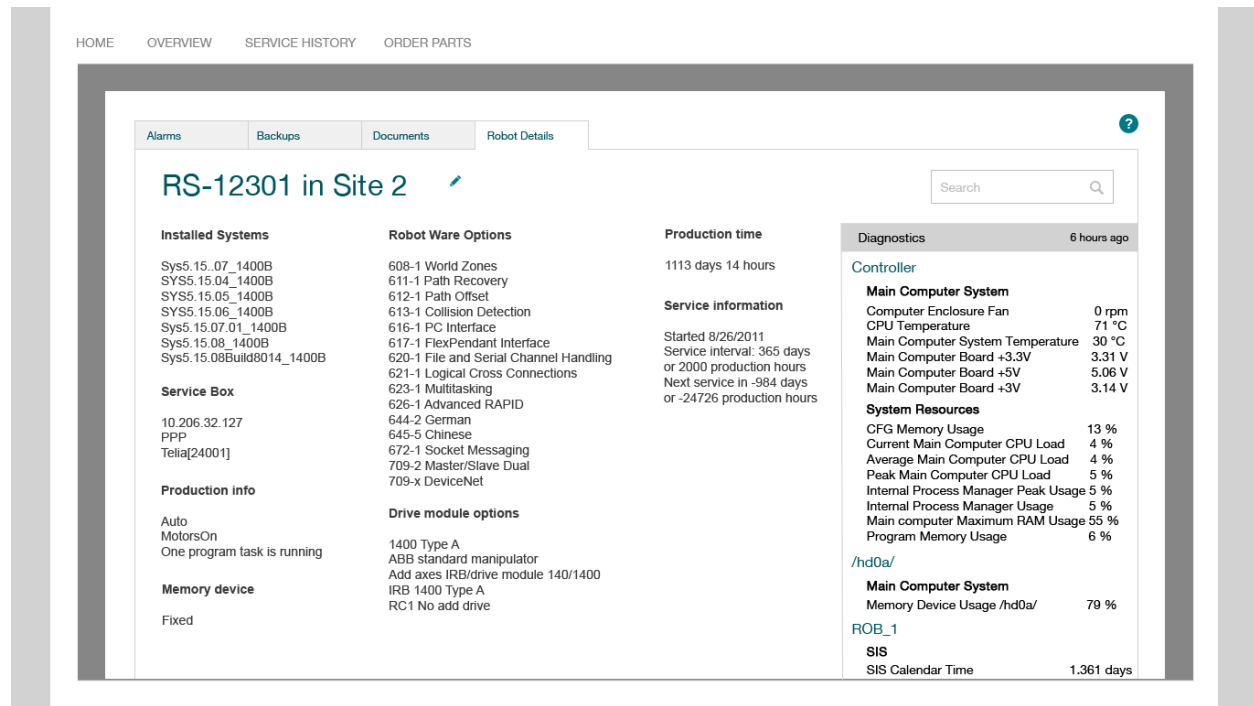 HOME OVERVIEW SERVICE HISTORY ORDER PARTS
?
Alarms Backups Documents Robot Details
RS-12301 in Site 2
Search
Installed Systems
Sys5.15..07_1400B
SYS5.15.04_1400B
SYS5.15.05_1400B
SYS5.15.06_1400B
Sys5.15.07.01_1400B
Sys5.15.08_1400B
Sys5.15.08Build8014_1400B
Service Box
10.206.32.127
PPP
Telia[24001]
Production info
Auto
MotorsOn
One program task is running
Memory device
Fixed
Robot Ware Options
608-1 World Zones
611-1 Path Recovery
612-1 Path Offset
613-1 Collision Detection
616-1 PC Interface
617-1 FlexPendant Interface
620-1 File and Serial Channel Handling
621-1 Logical Cross Connections
623-1 Multitasking
626-1 Advanced RAPID
644-2 German
645-5 Chinese
672-1 Socket Messaging
709-2 Master/Slave Dual
709-x DeviceNet
Drive module options
1400 Type A
ABB standard manipulator
Add axes IRB/drive module 140/1400
IRB 1400 Type A
RC1 No add drive
Production time
1113 days 14 hours
Service information
Started 8/26/2011
Service interval: 365 days
or 2000 production hours
Next service in -984 days
or -24726 production hours
Diagnostics 6 hours ago
Controller
Main Computer System
Computer Enclosure Fan 0 rpm
CPU Temperature 71 °C
Main Computer System Temperature 30 °C
Main Computer Board +3.3V 3.31 V
Main Computer Board +5V 5.06 V
Main Computer Board +3V 3.14 V
System Resources
CFG Memory Usage 13 %
Current Main Computer CPU Load 4 %
Average Main Computer CPU Load 4 %
Peak Main Computer CPU Load 5 %
Internal Process Manager Peak Usage 5 %
Internal Process Manager Usage 5 %
Main computer Maximum RAM Usage 55 %
Program Memory Usage 6 %
/hd0a/
Main Computer System
Memory Device Usage /hd0a/ 79 %
ROB_1
SIS
SIS Calendar Time 1.361 days